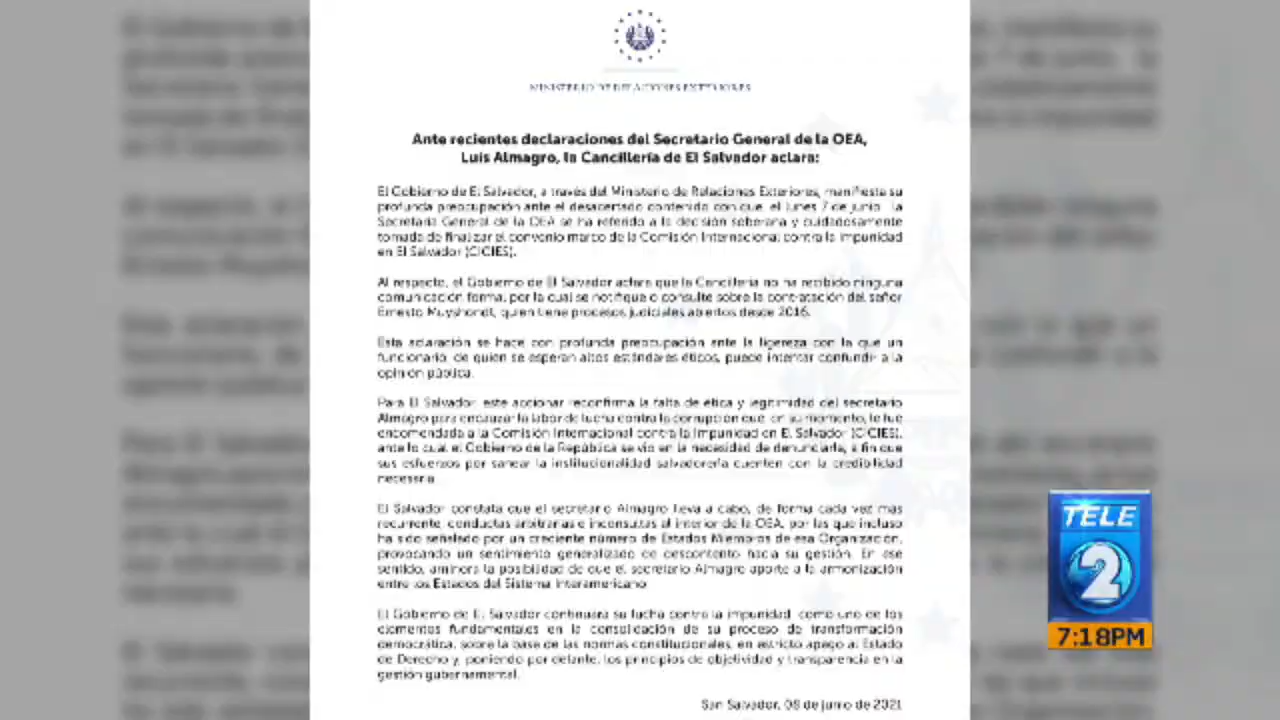 MINISTERIO DE RELACIONES EXTERIORES
Ante recientes declaraciones del Secretario General de la OEA,
Luis Almagro, la Cancillería de El Salvador aclara:
El Gobierno de El Salvador, a través del Ministerio de Relaciones Exteriores, manifiesta su
profunda preocupación ante el desacertado contenido con que, el lunes 7 de junio, la
Secretaría General de la OEA se ha referido a la decisión soberana y cuidadosamente
tomada de finalizar el convenio marco de la Comisión Internacional contra la Impunidad
en El Salvador (CICIES).
Al respecto, el Gobierno de El Salvador aclara que la Cancillería no ha recibido ninguna
comunicación formal por la cual se notifique o consulte sobre la contratación del señor
Ernesto Muyshondt, quien tiene procesos judiciales abiertos desde 2016.
Esta aclaración se hace con profunda preocupación ante la ligereza con la que un
funcionario, de quien se esperan altos estándares éticos, puede intentar confundir a la
opinión pública.
Para El Salvador, este accionar reconfirma la falta de ética y legitimidad del secretario
Almagro para encauzar la labor de lucha contra la corrupción que, en su momento, le fue
encomendada a la Comisión Internacional contra la Impunidad en El Salvador (CICIES),
ante lo cual el Gobierno de la República se vio en la necesidad de denunciarla, a fin que
sus esfuerzos por sanear la institucionalidad salvadoreña cuenten con la credibilidad
necesaria.
El Salvador constata que el secretario Almagro lleva a cabo, de forma cada vez más
recurrente, conductas arbitrarias e inconsultas al interior de la OEA, por las que incluso
ha sido señalado por un creciente número de Estados Miembros de esa Organización,
provocando un sentimiento generalizado de descontento hacia su gestión. En ese
sentido, aminora la posibilidad de que el secretario Almagro aporte a la armonización
entre los Estados del Sistema Interamericano.
El Gobierno de El Salvador continuará su lucha contra la impunidad, como uno de los
elementos fundamentales en la consolidación de su proceso de transformación
democrática, sobre la base de las normas constitucionales, en estricto apego al Estado
de Derecho y, poniendo por delante, los principios de objetividad y transparencia en la
gestión gubernamental.
San Salvador, 08 de junio de 2021
TELE
2
7:18PM